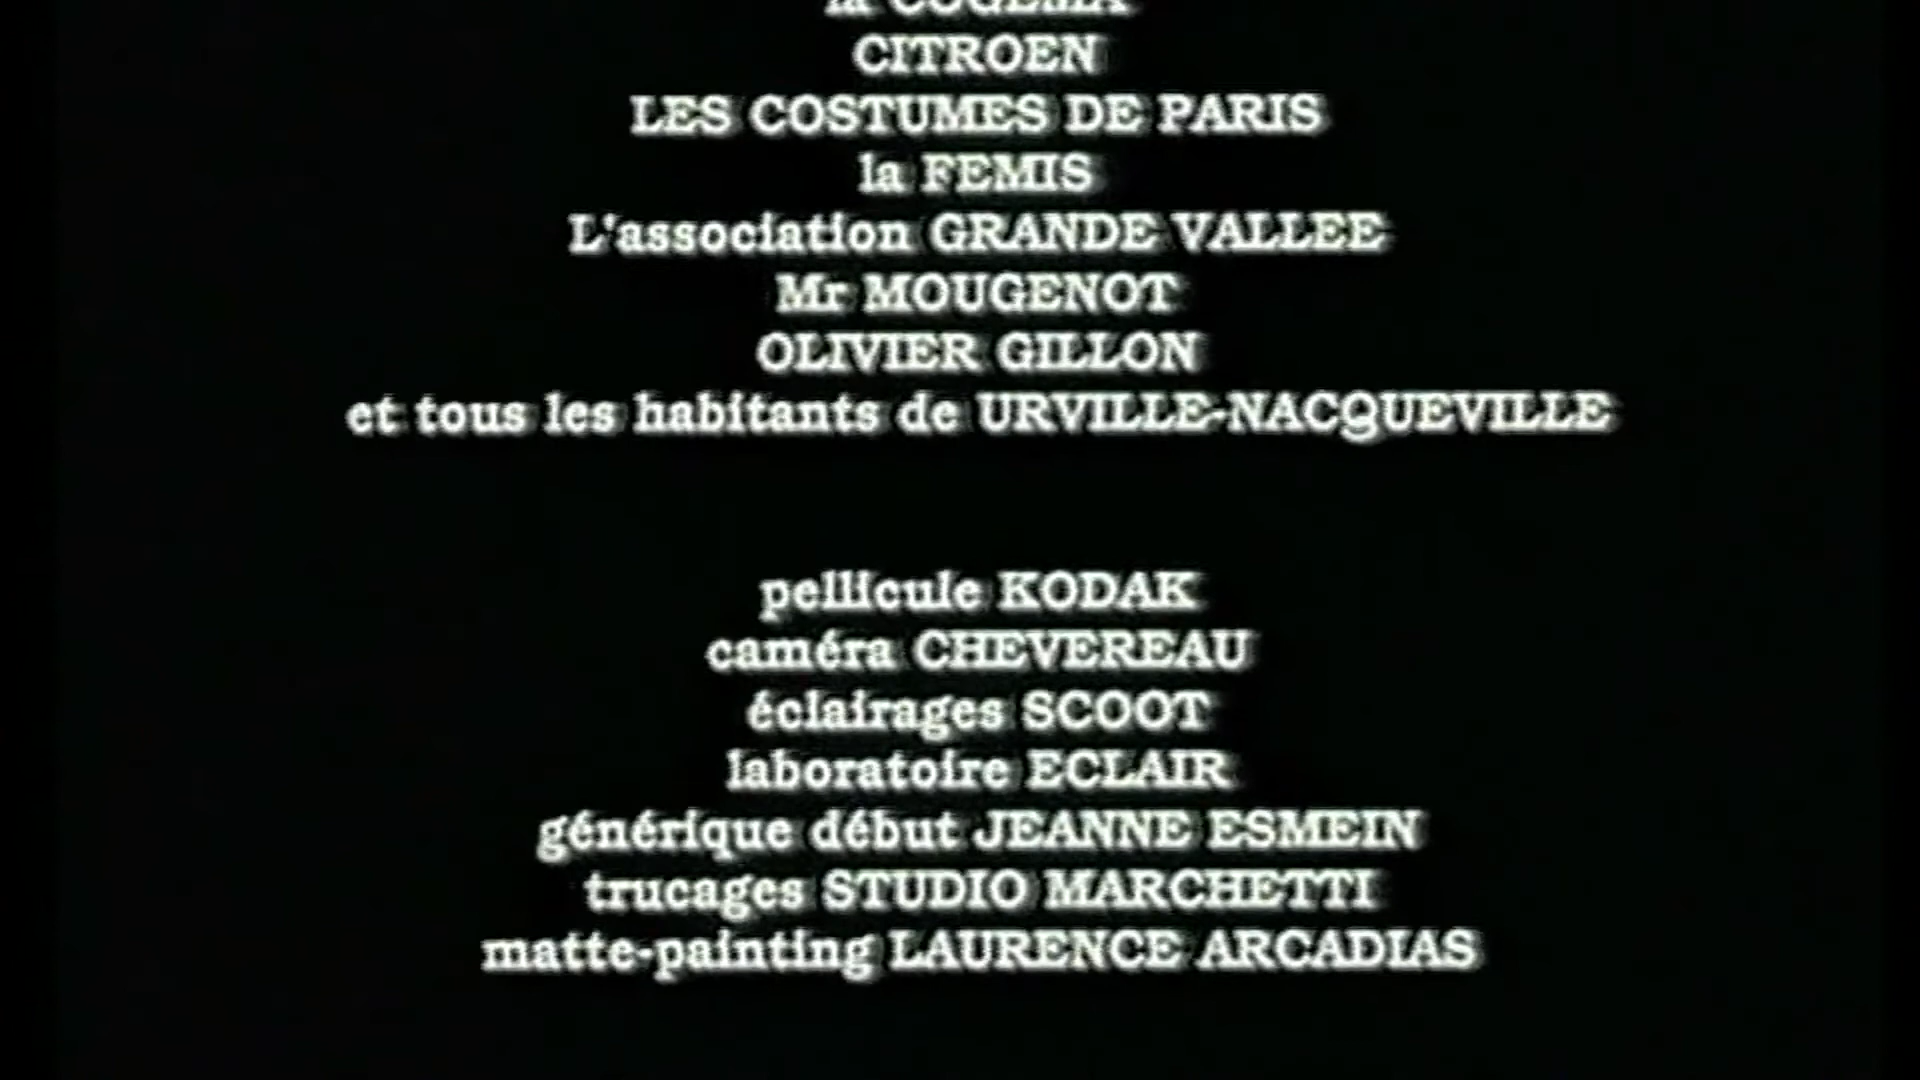 la COGEMA
CITROEN
LES COSTUMES DE PARIS
la FEMIS
L'association GRANDE VALLEE
Mr MOUGENOT
OLIVIER GILLON
et tous les habitants de URVILLE-NACQUEVILLE
pellicule KODAK
caméra CHEVEREAU
éclairages SCOOT
laboratoire ECLAIR
générique début JEANNE ESMEIN
trucages STUDIO MARCHETTI
matte-painting LAURENCE ARCADIAS